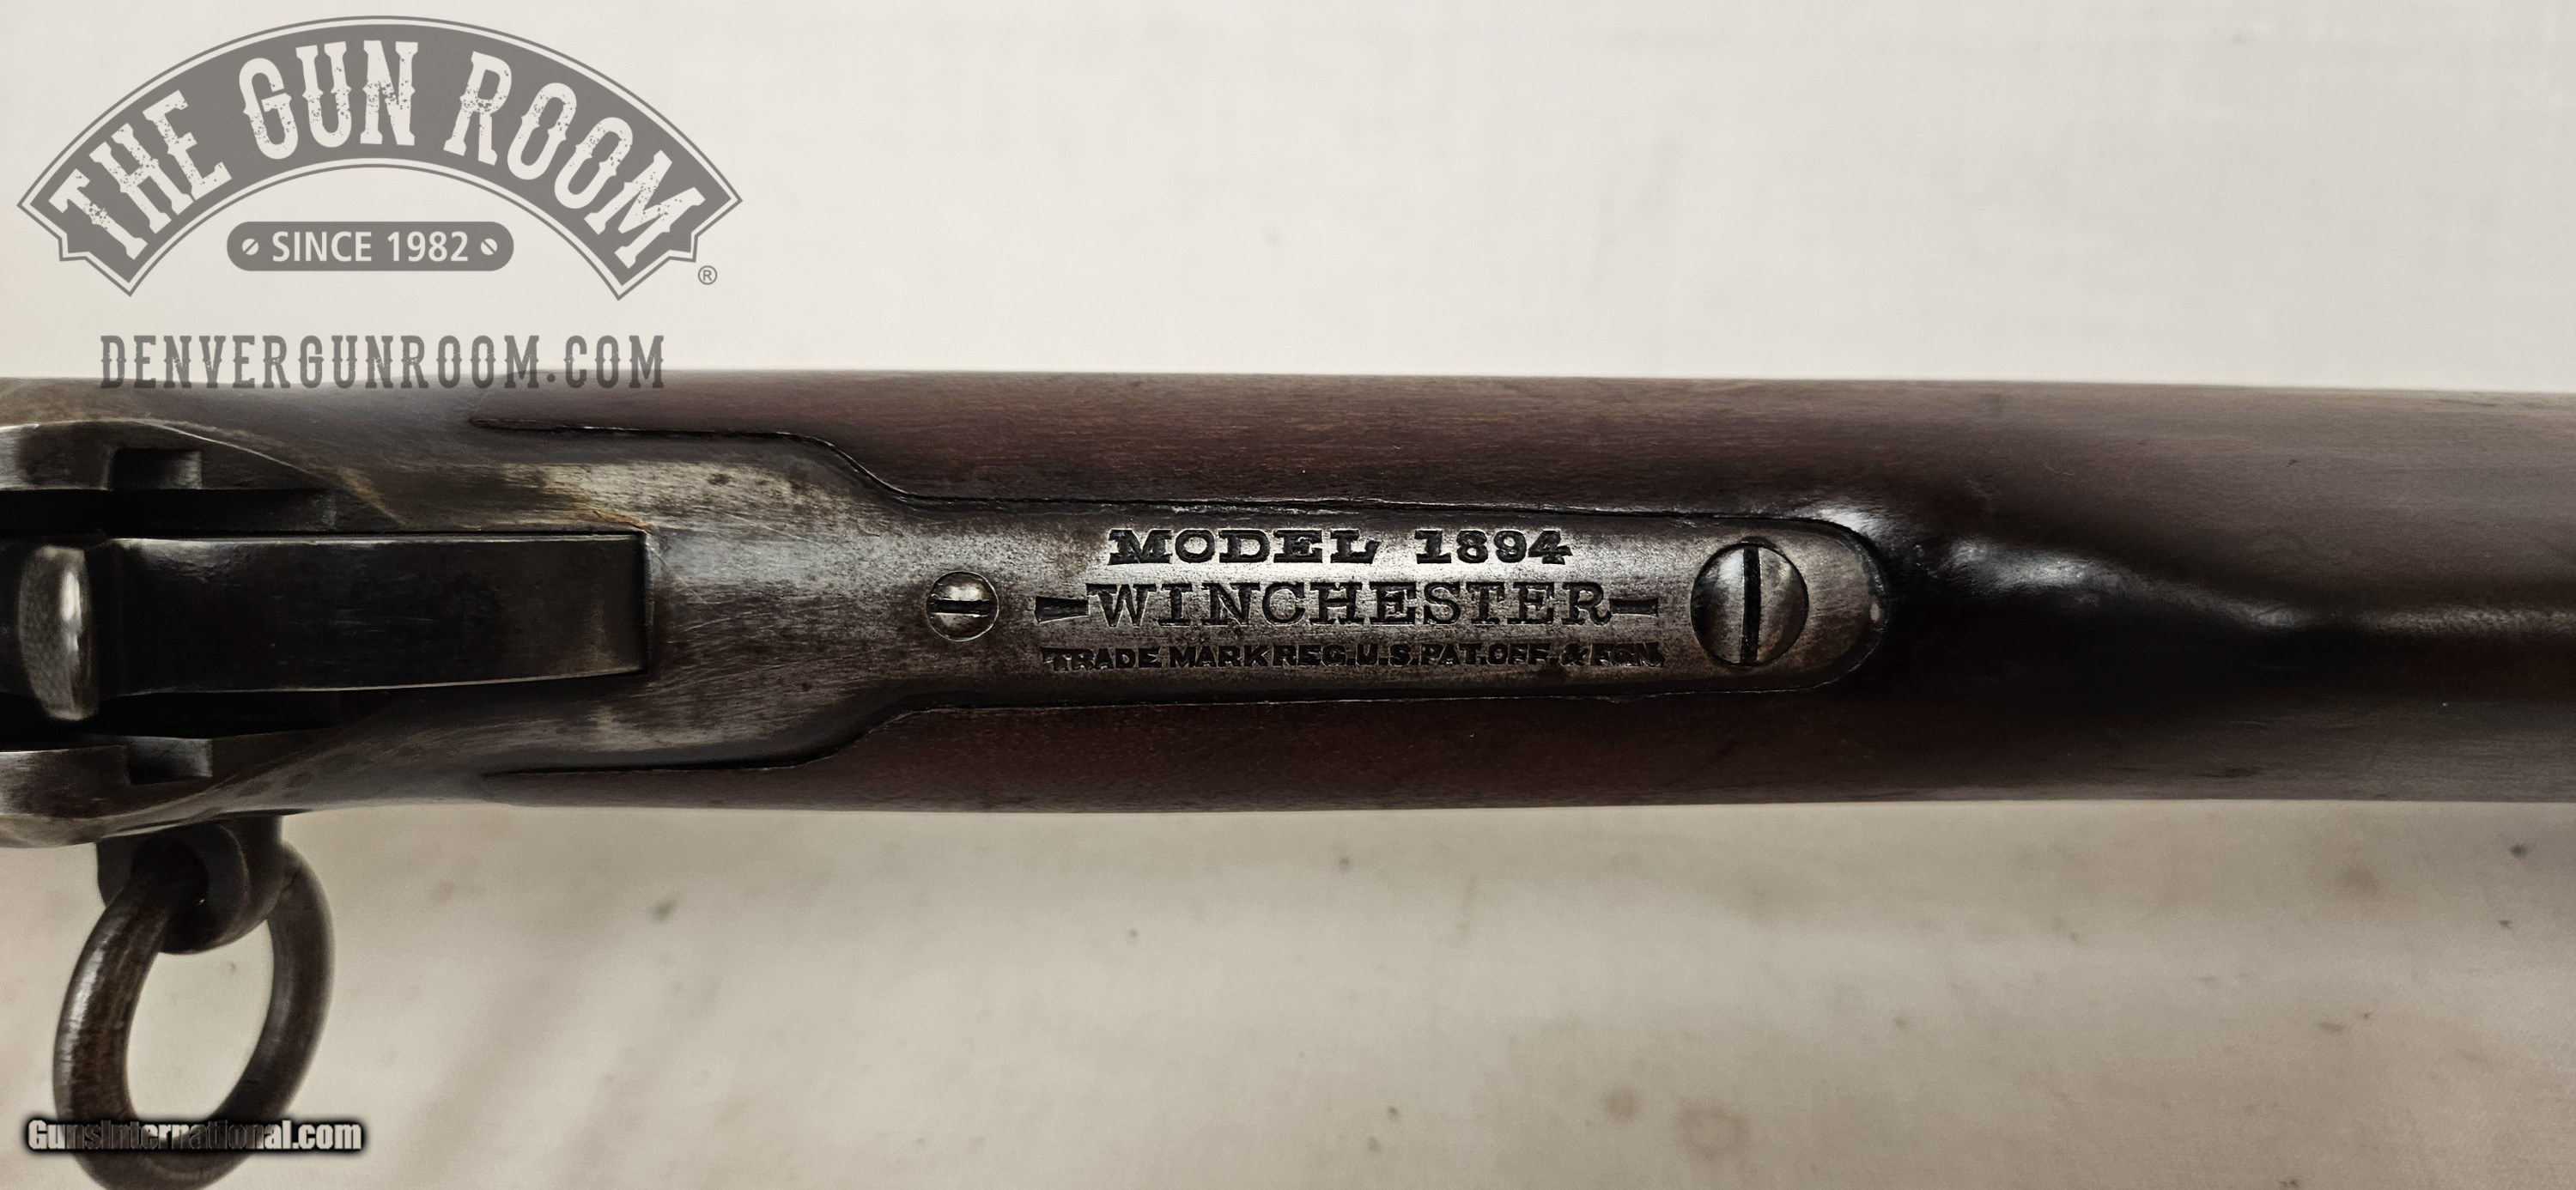 THE GUN ROOM
SINCE 1982
®
DENVERGUNROOM.COM
MODEL 1894
WINCHESTER
TRADE MARK REG.U.S.PAT.OFF.& FGN.
GunsInternational.com